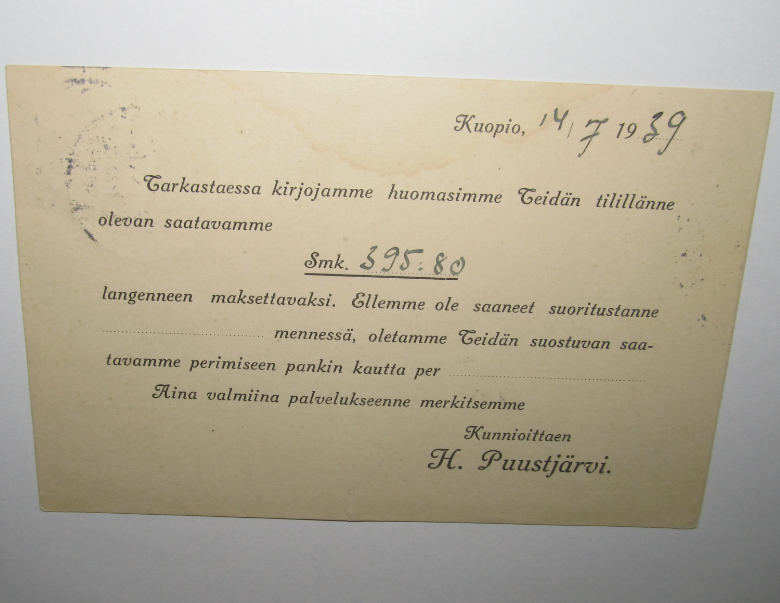 Kuopio, 14/7 1939
Tarkastaessa kirjojamme huomasimme Teidän tilillänne
olevan saatavamme
Smk. 395:80
langenneen maksettavaksi. Ellemme ole saaneet suoritustanne
................................ mennessä, oletamme Teidän suostuvan saa-
tavamme perimiseen pankin kautta per ................................
Aina valmiina palvelukseenne merkitsemme
Kunnioittaen
H. Puustjärvi.